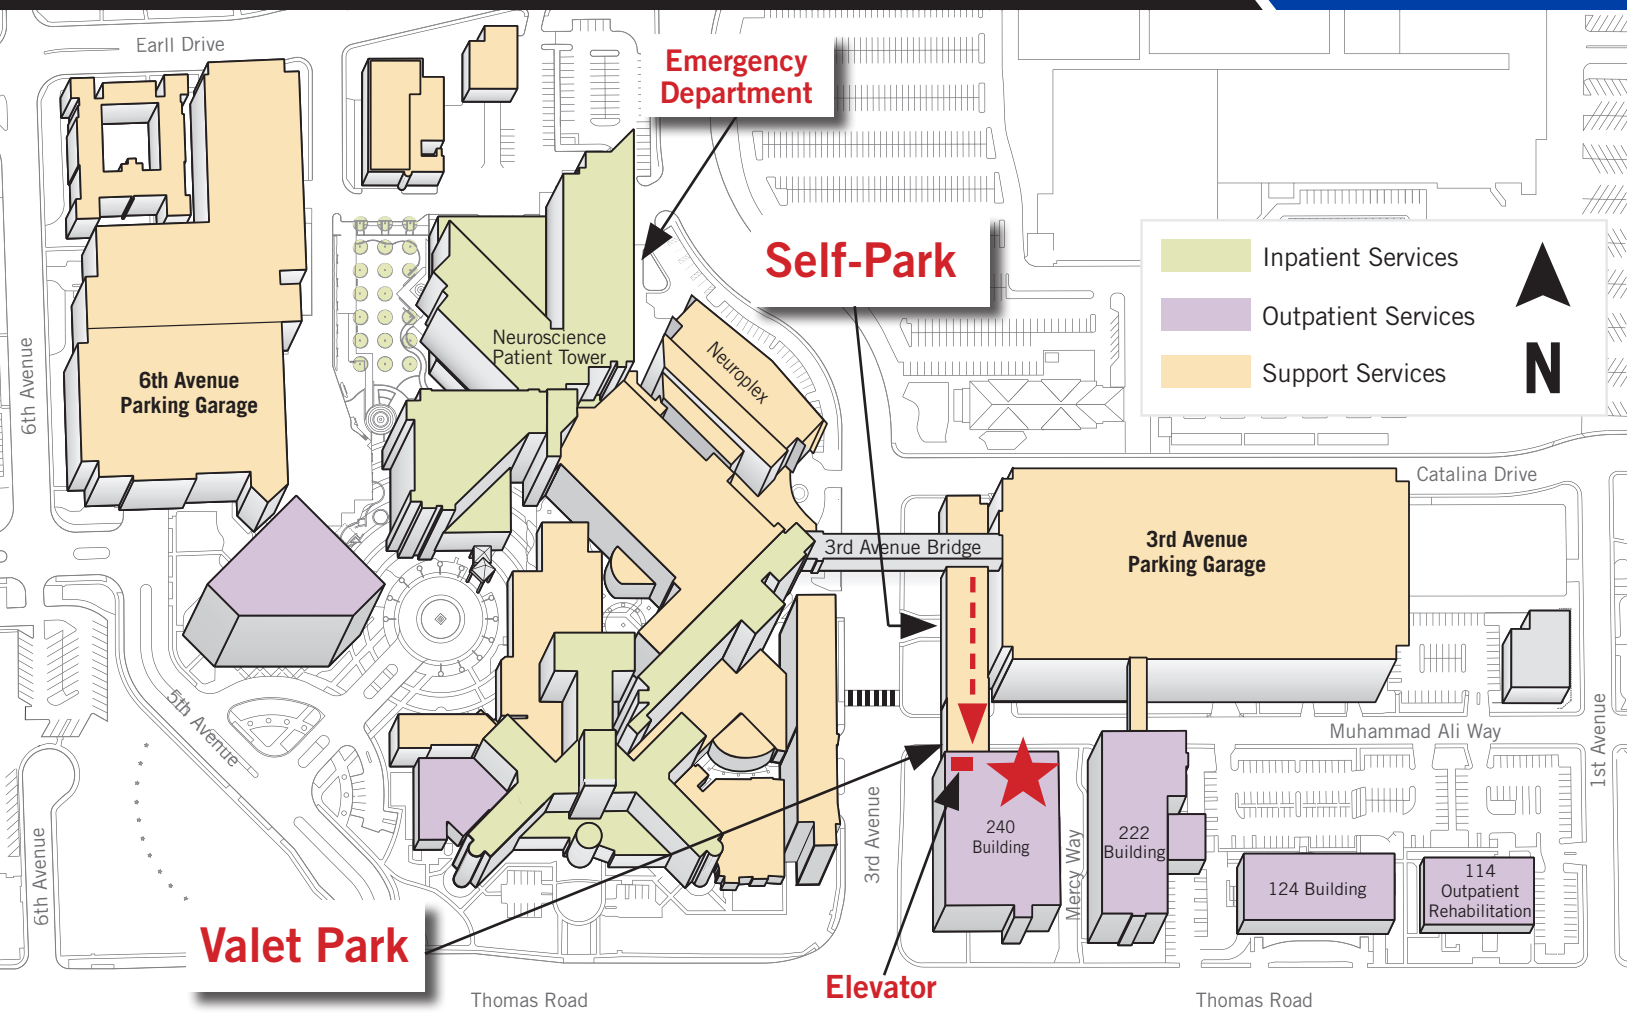 Earll Drive
Emergency
Department
Self-Park
Inpatient Services
Outpatient Services
Support Services
N
Neuroscience
Patient Tower
Neuroplex
6th Avenue
6th Avenue
Parking Garage
Catalina Drive
3rd Avenue Bridge
3rd Avenue
Parking Garage
5th Avenue
Muhammad Ali Way
1st Avenue
240
Building
222
Building
124 Building
114
Outpatient
Rehabilitation
3rd Avenue
Mercy Way
6th Avenue
Valet Park
Elevator
Thomas Road
Thomas Road